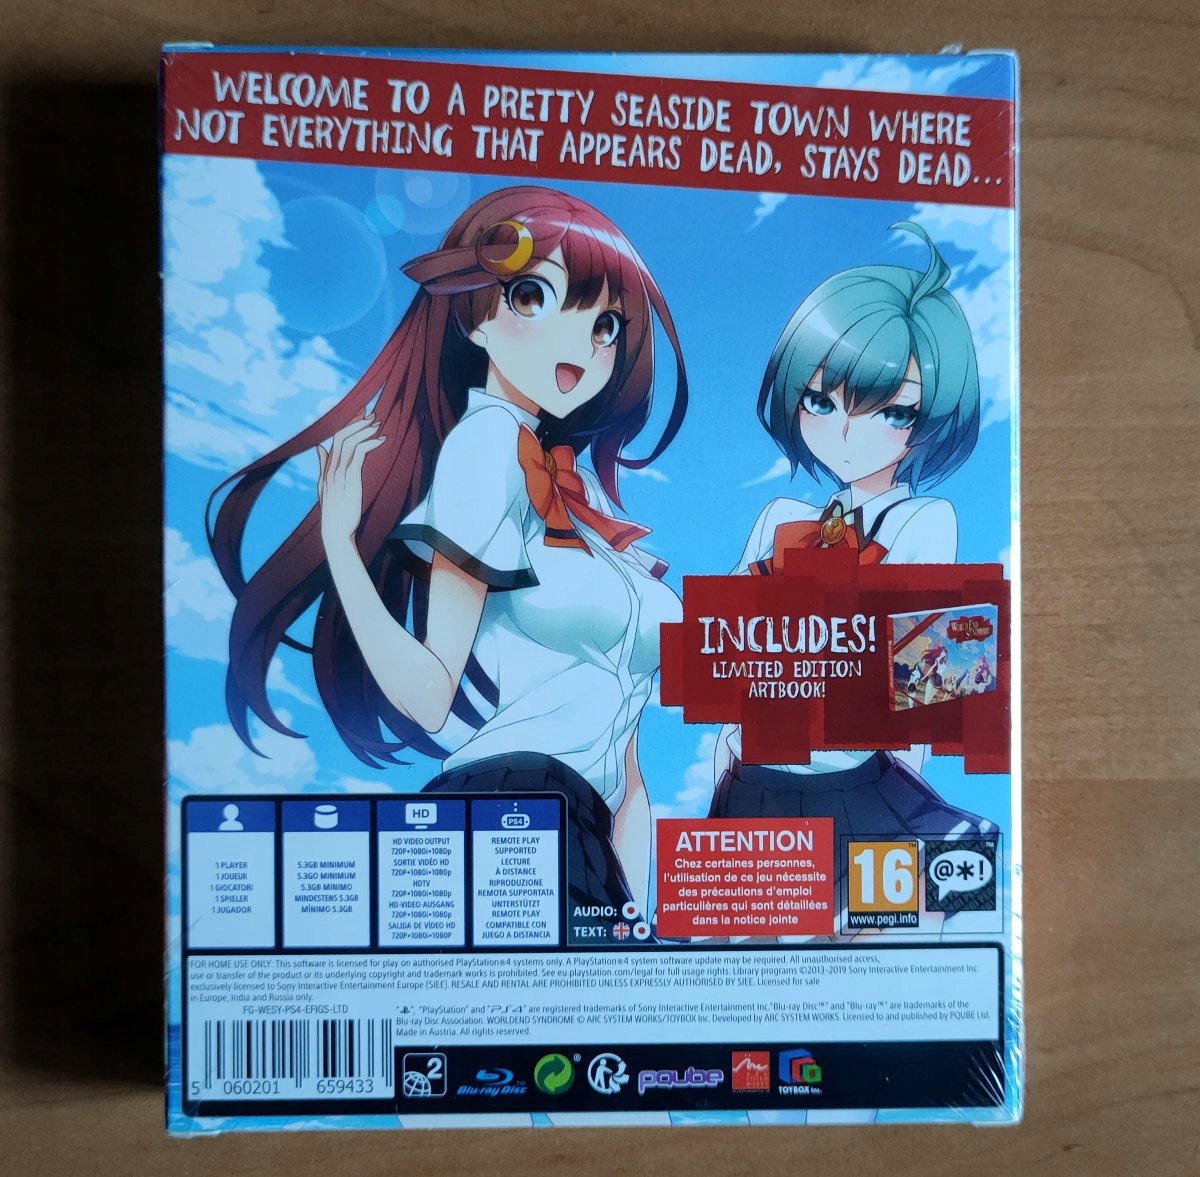 WELCOME TO A PRETTY SEASIDE TOWN WHERE
NOT EVERYTHING THAT APPEARS DEAD, STAYS DEAD...
INCLUDES!
LIMITED EDITION
ARTBOOK!
1 PLAYER
1 JOUEUR
1 GIOCATORI
1 SPIELER
1 JUGADOR
5.3GB MINIMUM
5.3GO MINIMUM
5.3GB MINIMO
MINDESTENS 5.3GB
MÍNIMO 5.3GB
HD
HD VIDEO OUTPUT
720P•1080i•1080p
SORTIE VIDÉO HD
720P•1080i•1080p
HDTV
720P•1080i•1080p
HD-VIDEO-AUSGANG
720P•1080i•1080p
SALIDA DE VÍDEO HD
720P•1080i•1080P
PS4
REMOTE PLAY
SUPPORTED
LECTURE
À DISTANCE
RIPRODUZIONE
REMOTA SUPPORTATA
UNTERSTÜTZT
REMOTE PLAY
COMPATIBLE CON
JUEGO A DISTANCIA
AUDIO:
TEXT:
ATTENTION
Chez certaines personnes,
l'utilisation de ce jeu nécessite
des précautions d'emploi
particulières qui sont détaillées
dans la notice jointe
16
www.pegi.info
@*!
FOR HOME USE ONLY: This software is licensed for play on authorised PlayStation®4 systems only. A PlayStation®4 system software update may be required. All unauthorised access,
use or transfer of the product or its underlying copyright and trademark works is prohibited. See eu.playstation.com/legal for full usage rights. Library programs ©2013-2019 Sony Interactive Entertainment Inc.
exclusively licensed to Sony Interactive Entertainment Europe (SIEE). RESALE AND RENTAL ARE PROHIBITED UNLESS EXPRESSLY AUTHORISED BY SIEE. Licensed for sale
in Europe, India and Russia only.
FG-WESY-PS4-EFIGS-LTD
"PlayStation" and "PS4" are registered trademarks of Sony Interactive Entertainment Inc."Blu-ray Disc™" and "Blu-ray™" are trademarks of the
Blu-ray Disc Association. WORLDEND SYNDROME © ARC SYSTEM WORKS/TOYBOX Inc. Developed by ARC SYSTEM WORKS. Licensed to and published by PQUBE Ltd.
Made in Austria. All rights reserved.
5 060201 659433
2
Blu-ray Disc
pqube
TOYBOX Inc.